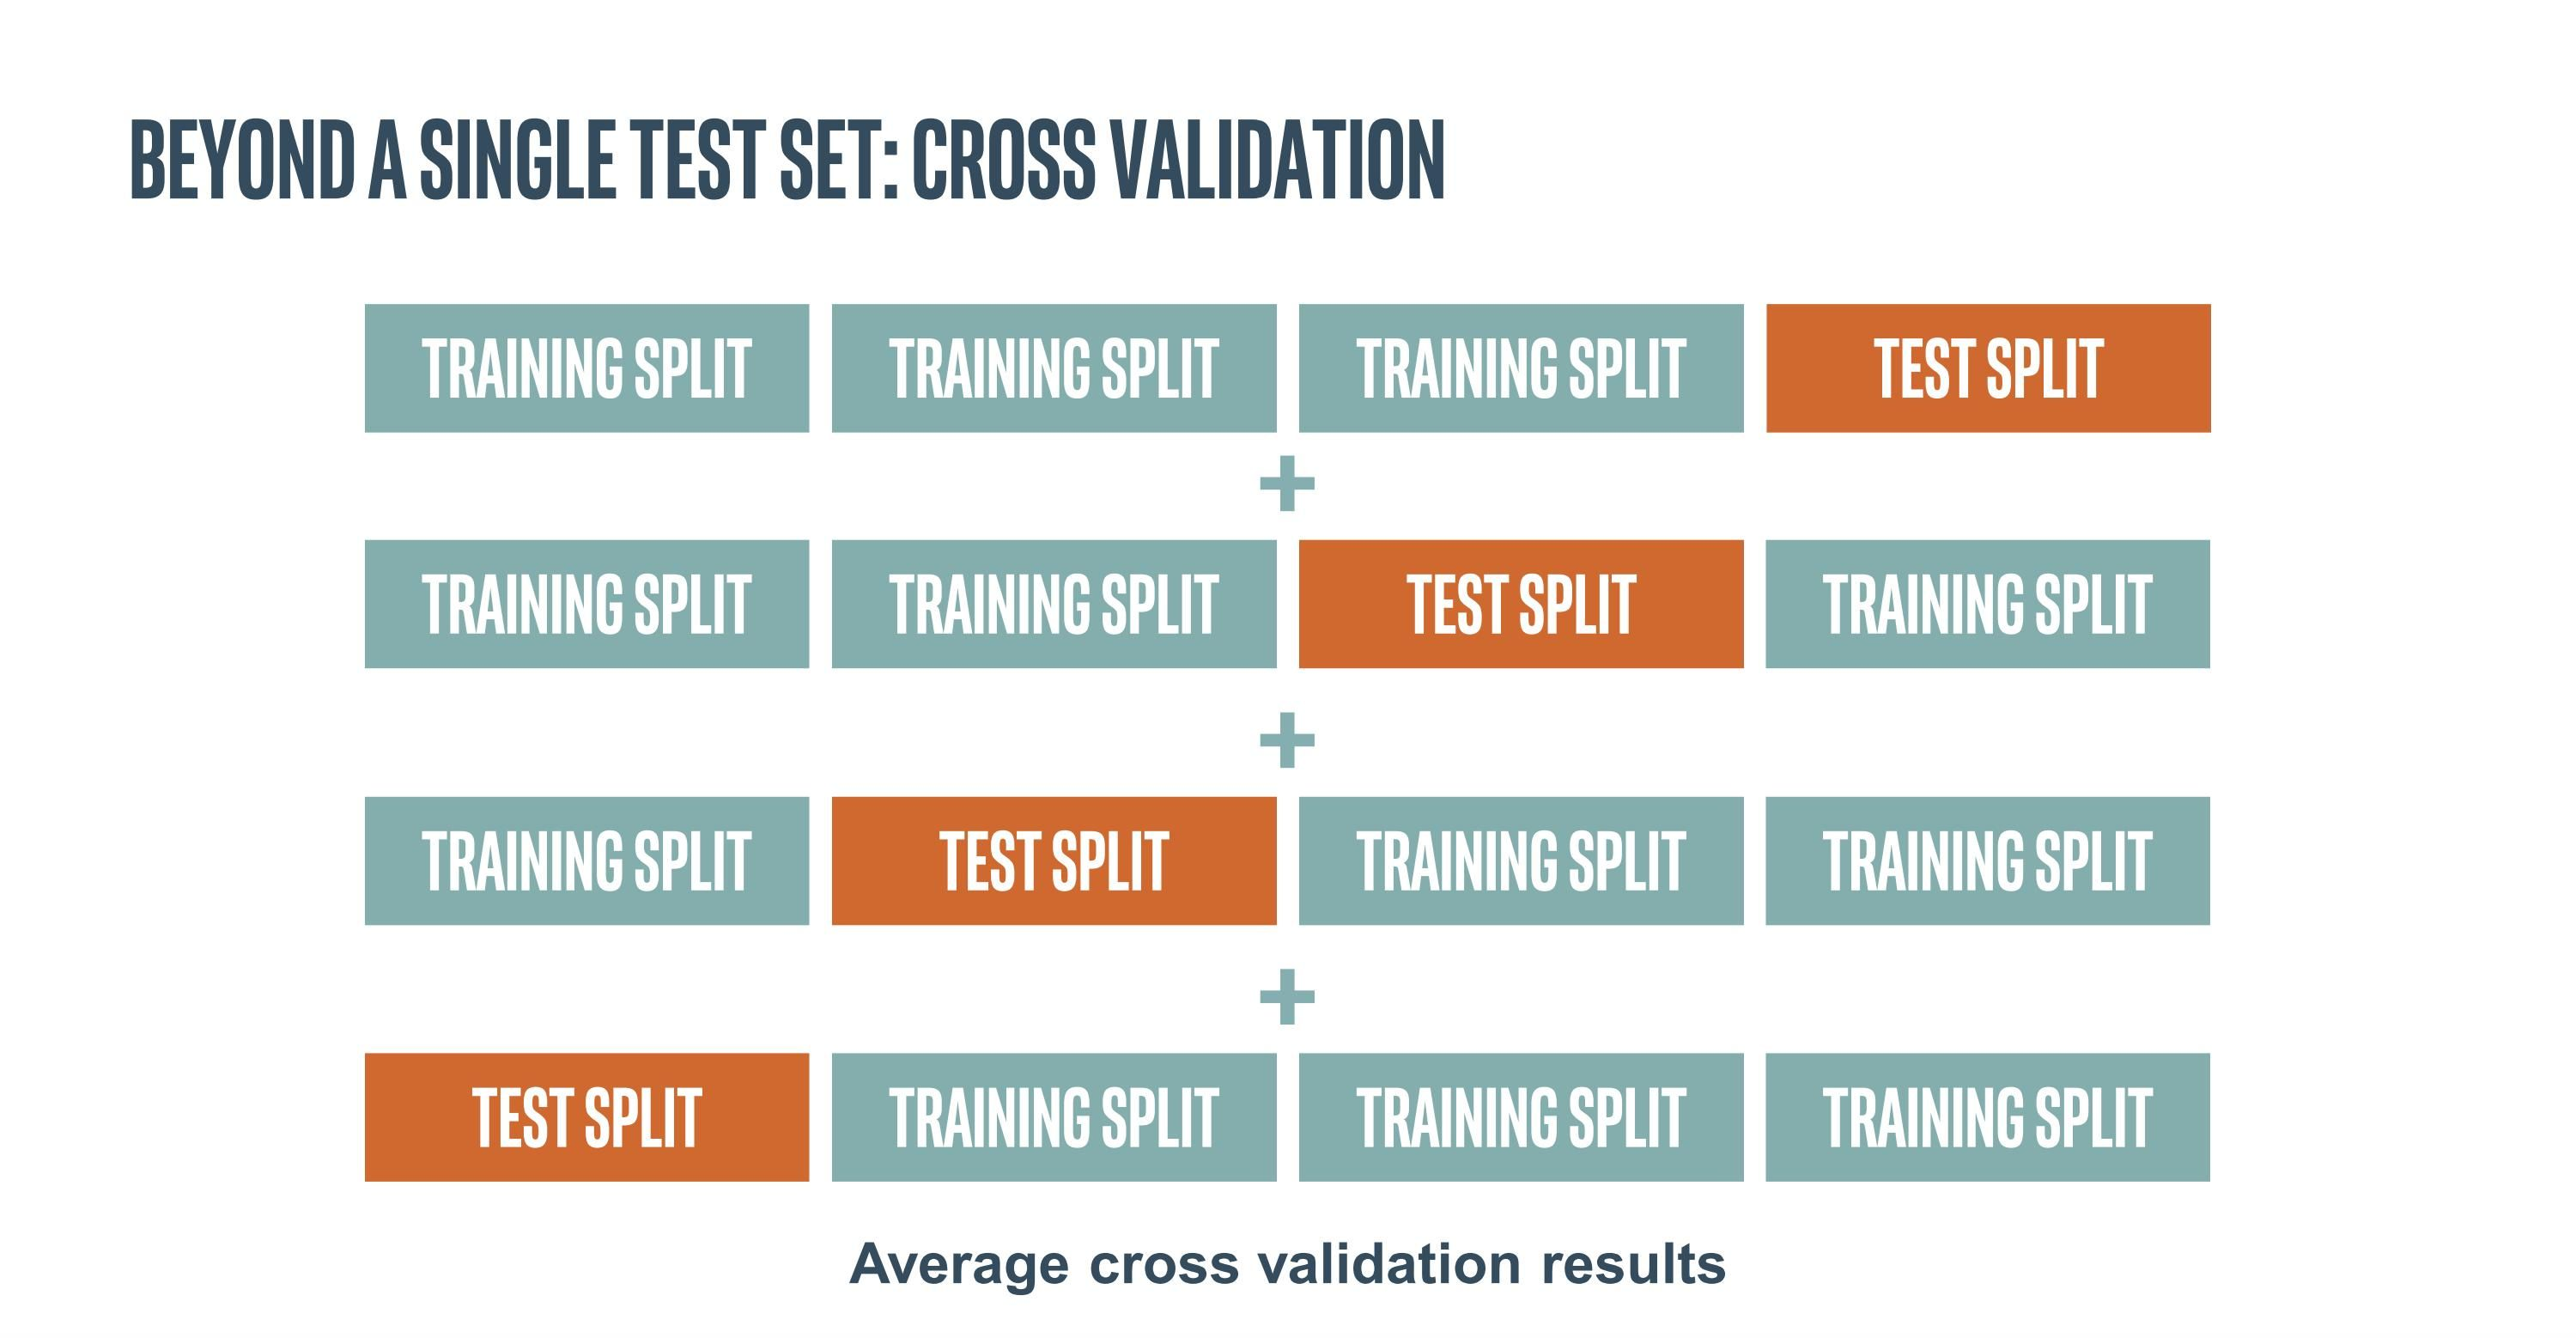 BEYOND A SINGLE TEST SET: CROSS VALIDATION
TRAINING SPLIT TRAINING SPLIT TRAINING SPLIT TEST SPLIT
+
TRAINING SPLIT TRAINING SPLIT TEST SPLIT TRAINING SPLIT
+
TRAINING SPLIT TEST SPLIT TRAINING SPLIT TRAINING SPLIT
+
TEST SPLIT TRAINING SPLIT TRAINING SPLIT TRAINING SPLIT
Average cross validation results